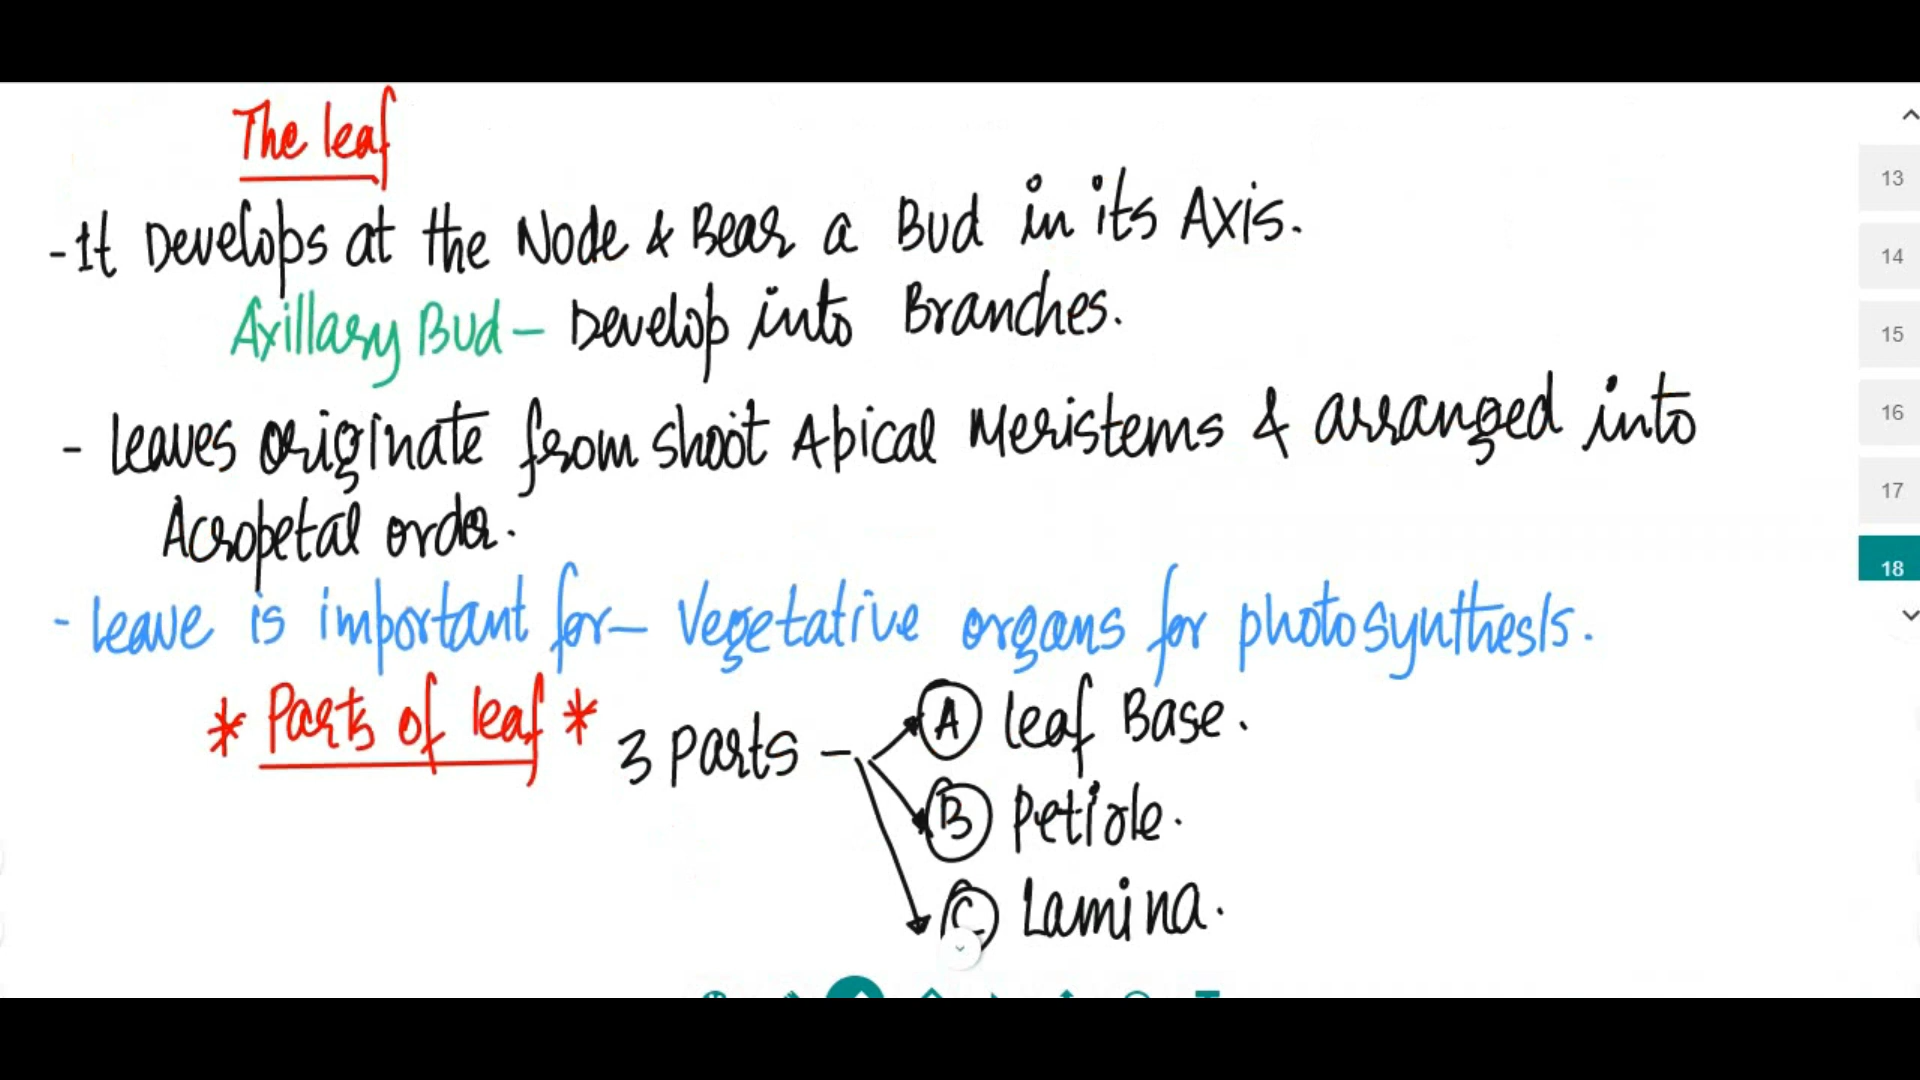 The leaf
- It Develops at the Node & Bear a Bud in its Axis.
Axillary Bud - Develop into Branches.
- leaves originate from shoot Apical Meristems & arranged into
Acropetal order.
- leave is important for - Vegetative organs for photosynthesis.
* Parts of leaf * 3 Parts -
A leaf Base.
B Petiole.
C Lamina.
13
14
15
16
17
18